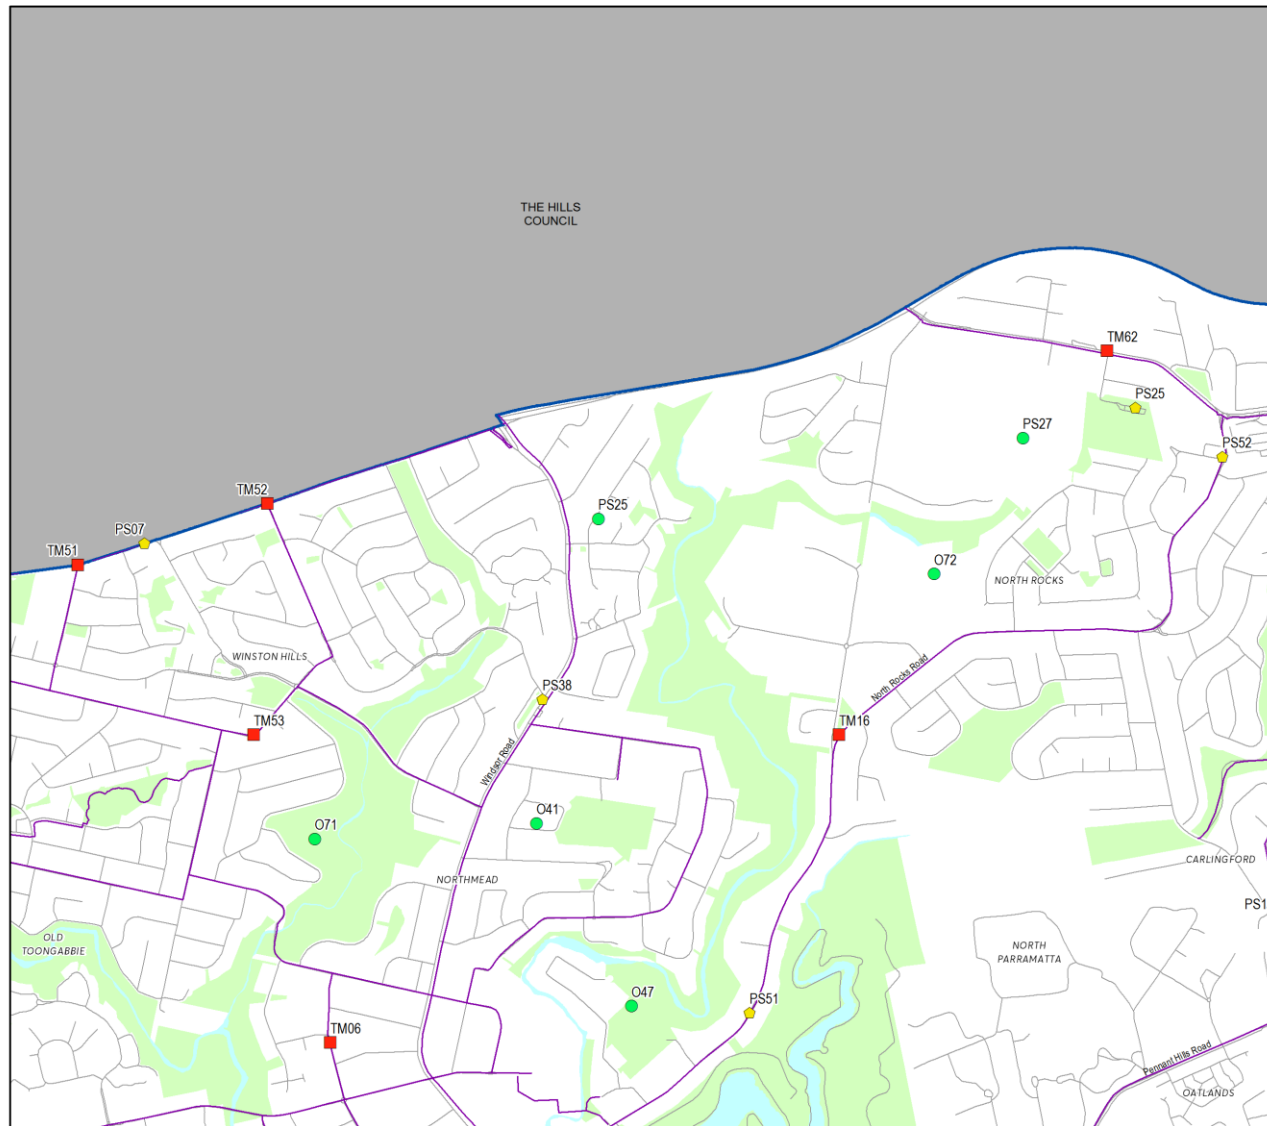 THE HILLS
COUNCIL
TM62
PS25
PS27
PS52
TM52
PS25
PS07
TM51
O72
NORTH ROCKS
WINSTON HILLS
North Rocks Road
PS38
TM53
TM16
Windsor Road
O41
O71
CARLINGFORD
NORTHMEAD
PS1
OLD
TOONGABBIE
NORTH
PARRAMATTA
O47
PS51
TM06
Pennant Hills Road
OATLANDS